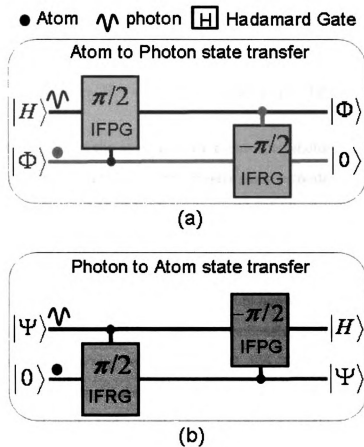 Atom photon H Hadamard Gate
Atom to Photon state transfer
|H⟩ π/2 |Φ⟩
IFPG −π/2
|Φ⟩ IFRG |0⟩
(a)
Photon to Atom state transfer
|Ψ⟩ −π/2 |H⟩
π/2 IFPG
|0⟩ IFRG |Ψ⟩
(b)